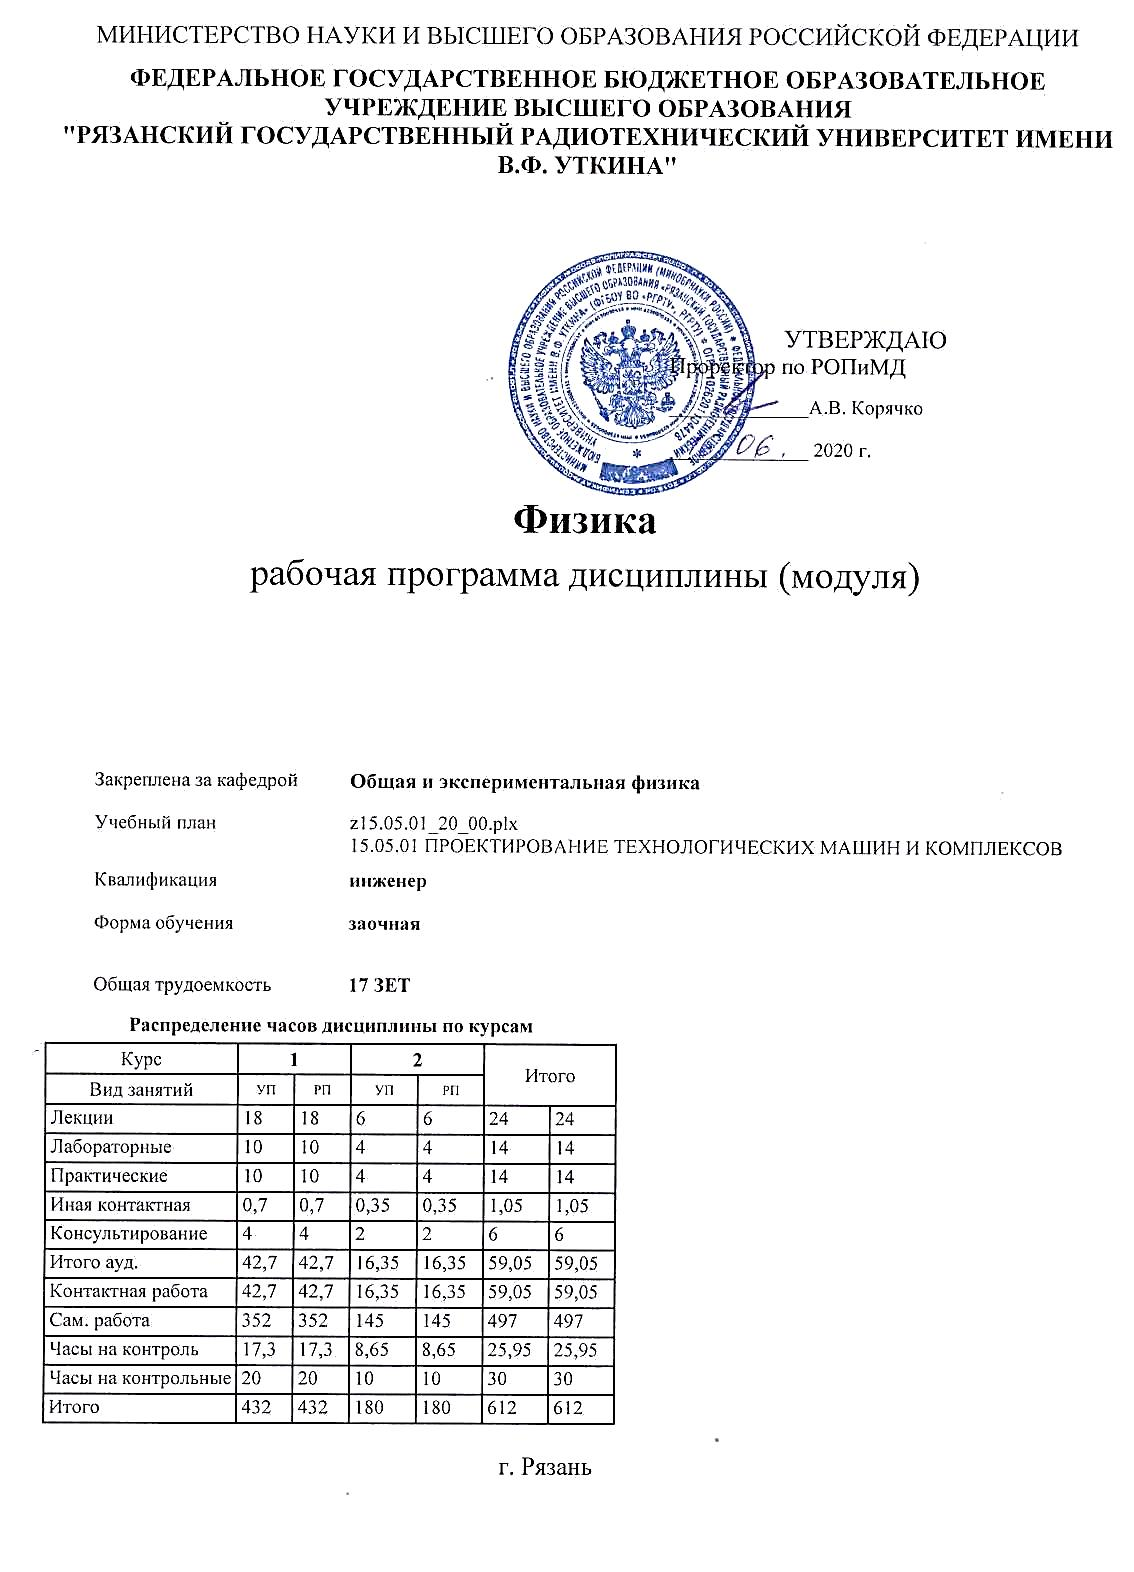 МИНИСТЕРСТВО НАУКИ И ВЫСШЕГО ОБРАЗОВАНИЯ РОССИЙСКОЙ ФЕДЕРАЦИИ
ФЕДЕРАЛЬНОЕ ГОСУДАРСТВЕННОЕ БЮДЖЕТНОЕ ОБРАЗОВАТЕЛЬНОЕ
УЧРЕЖДЕНИЕ ВЫСШЕГО ОБРАЗОВАНИЯ
"РЯЗАНСКИЙ ГОСУДАРСТВЕННЫЙ РАДИОТЕХНИЧЕСКИЙ УНИВЕРСИТЕТ ИМЕНИ
В.Ф. УТКИНА"
УТВЕРЖДАЮ
Проректор по РОПиМД
А.В. Корячко
06. 2020 г.
Физика
рабочая программа дисциплины (модуля)
Закреплена за кафедрой Общая и экспериментальная физика
Учебный план z15.05.01_20_00.plx
15.05.01 ПРОЕКТИРОВАНИЕ ТЕХНОЛОГИЧЕСКИХ МАШИН И КОМПЛЕКСОВ
Квалификация инженер
Форма обучения заочная
Общая трудоемкость 17 ЗЕТ
Распределение часов дисциплины по курсам
Курс 1 2 Итого
Вид занятий УП РП УП РП
Лекции 18 18 6 6 24 24
Лабораторные 10 10 4 4 14 14
Практические 10 10 4 4 14 14
Иная контактная 0,7 0,7 0,35 0,35 1,05 1,05
Консультирование 4 4 2 2 6 6
Итого ауд. 42,7 42,7 16,35 16,35 59,05 59,05
Контактная работа 42,7 42,7 16,35 16,35 59,05 59,05
Сам. работа 352 352 145 145 497 497
Часы на контроль 17,3 17,3 8,65 8,65 25,95 25,95
Часы на контрольные 20 20 10 10 30 30
Итого 432 432 180 180 612 612
г. Рязань